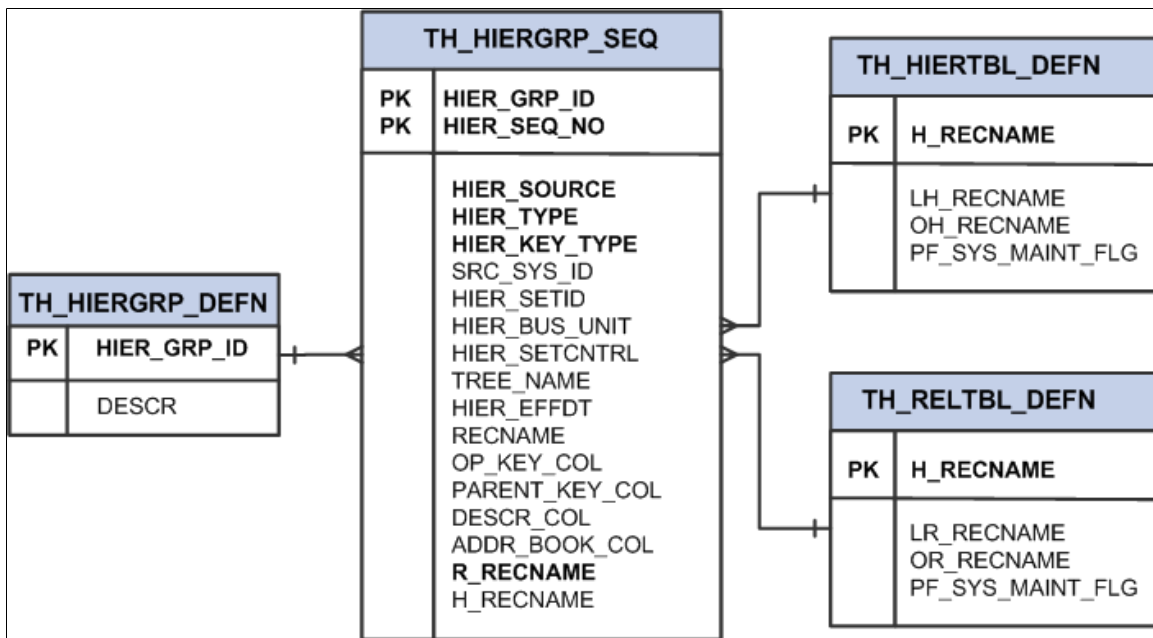 TH_HIERGRP_DEFN
PK HIER_GRP_ID
DESCR
TH_HIERGRP_SEQ
PK HIER_GRP_ID
PK HIER_SEQ_NO
HIER_SOURCE
HIER_TYPE
HIER_KEY_TYPE
SRC_SYS_ID
HIER_SETID
HIER_BUS_UNIT
HIER_SETCNTRL
TREE_NAME
HIER_EFFDT
RECNAME
OP_KEY_COL
PARENT_KEY_COL
DESCR_COL
ADDR_BOOK_COL
R_RECNAME
H_RECNAME
TH_HIERTBL_DEFN
PK H_RECNAME
LH_RECNAME
OH_RECNAME
PF_SYS_MAINT_FLG
TH_RELTBL_DEFN
PK H_RECNAME
LR_RECNAME
OR_RECNAME
PF_SYS_MAINT_FLG